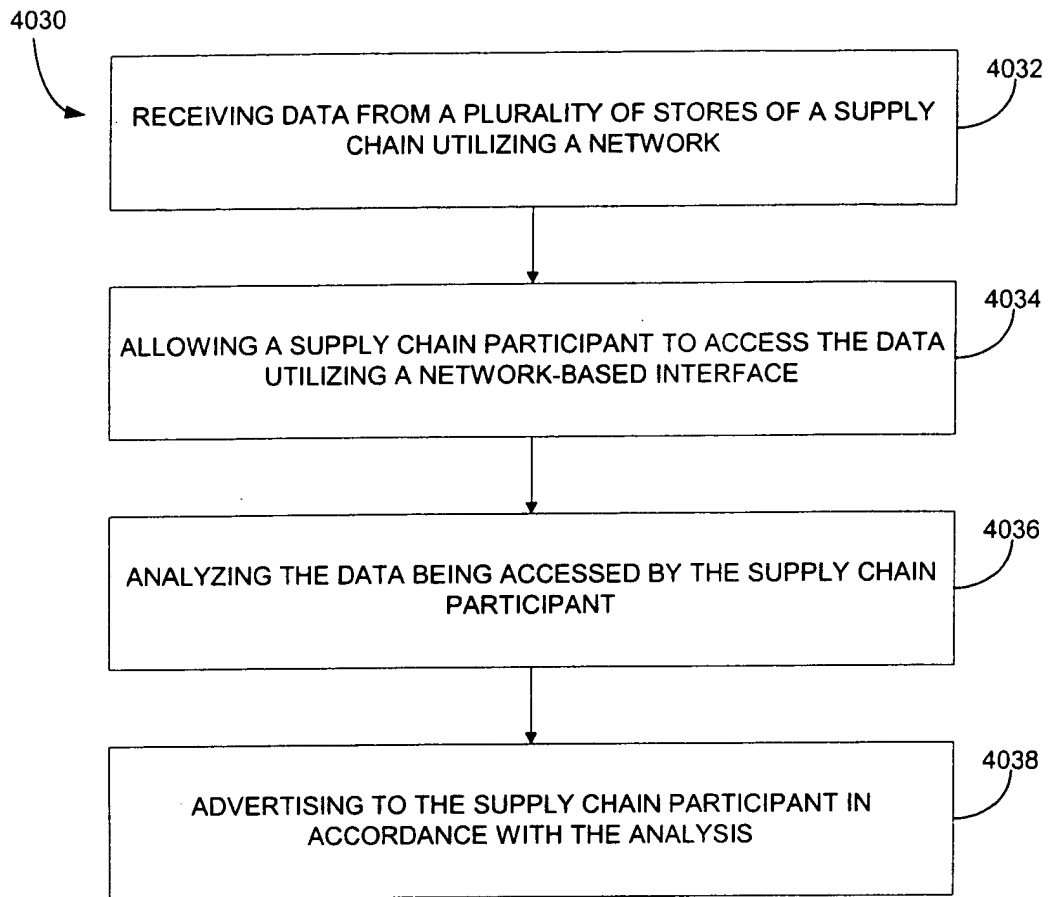 4030
4032
RECEIVING DATA FROM A PLURALITY OF STORES OF A SUPPLY
CHAIN UTILIZING A NETWORK
4034
ALLOWING A SUPPLY CHAIN PARTICIPANT TO ACCESS THE DATA
UTILIZING A NETWORK-BASED INTERFACE
4036
ANALYZING THE DATA BEING ACCESSED BY THE SUPPLY CHAIN
PARTICIPANT
4038
ADVERTISING TO THE SUPPLY CHAIN PARTICIPANT IN
ACCORDANCE WITH THE ANALYSIS